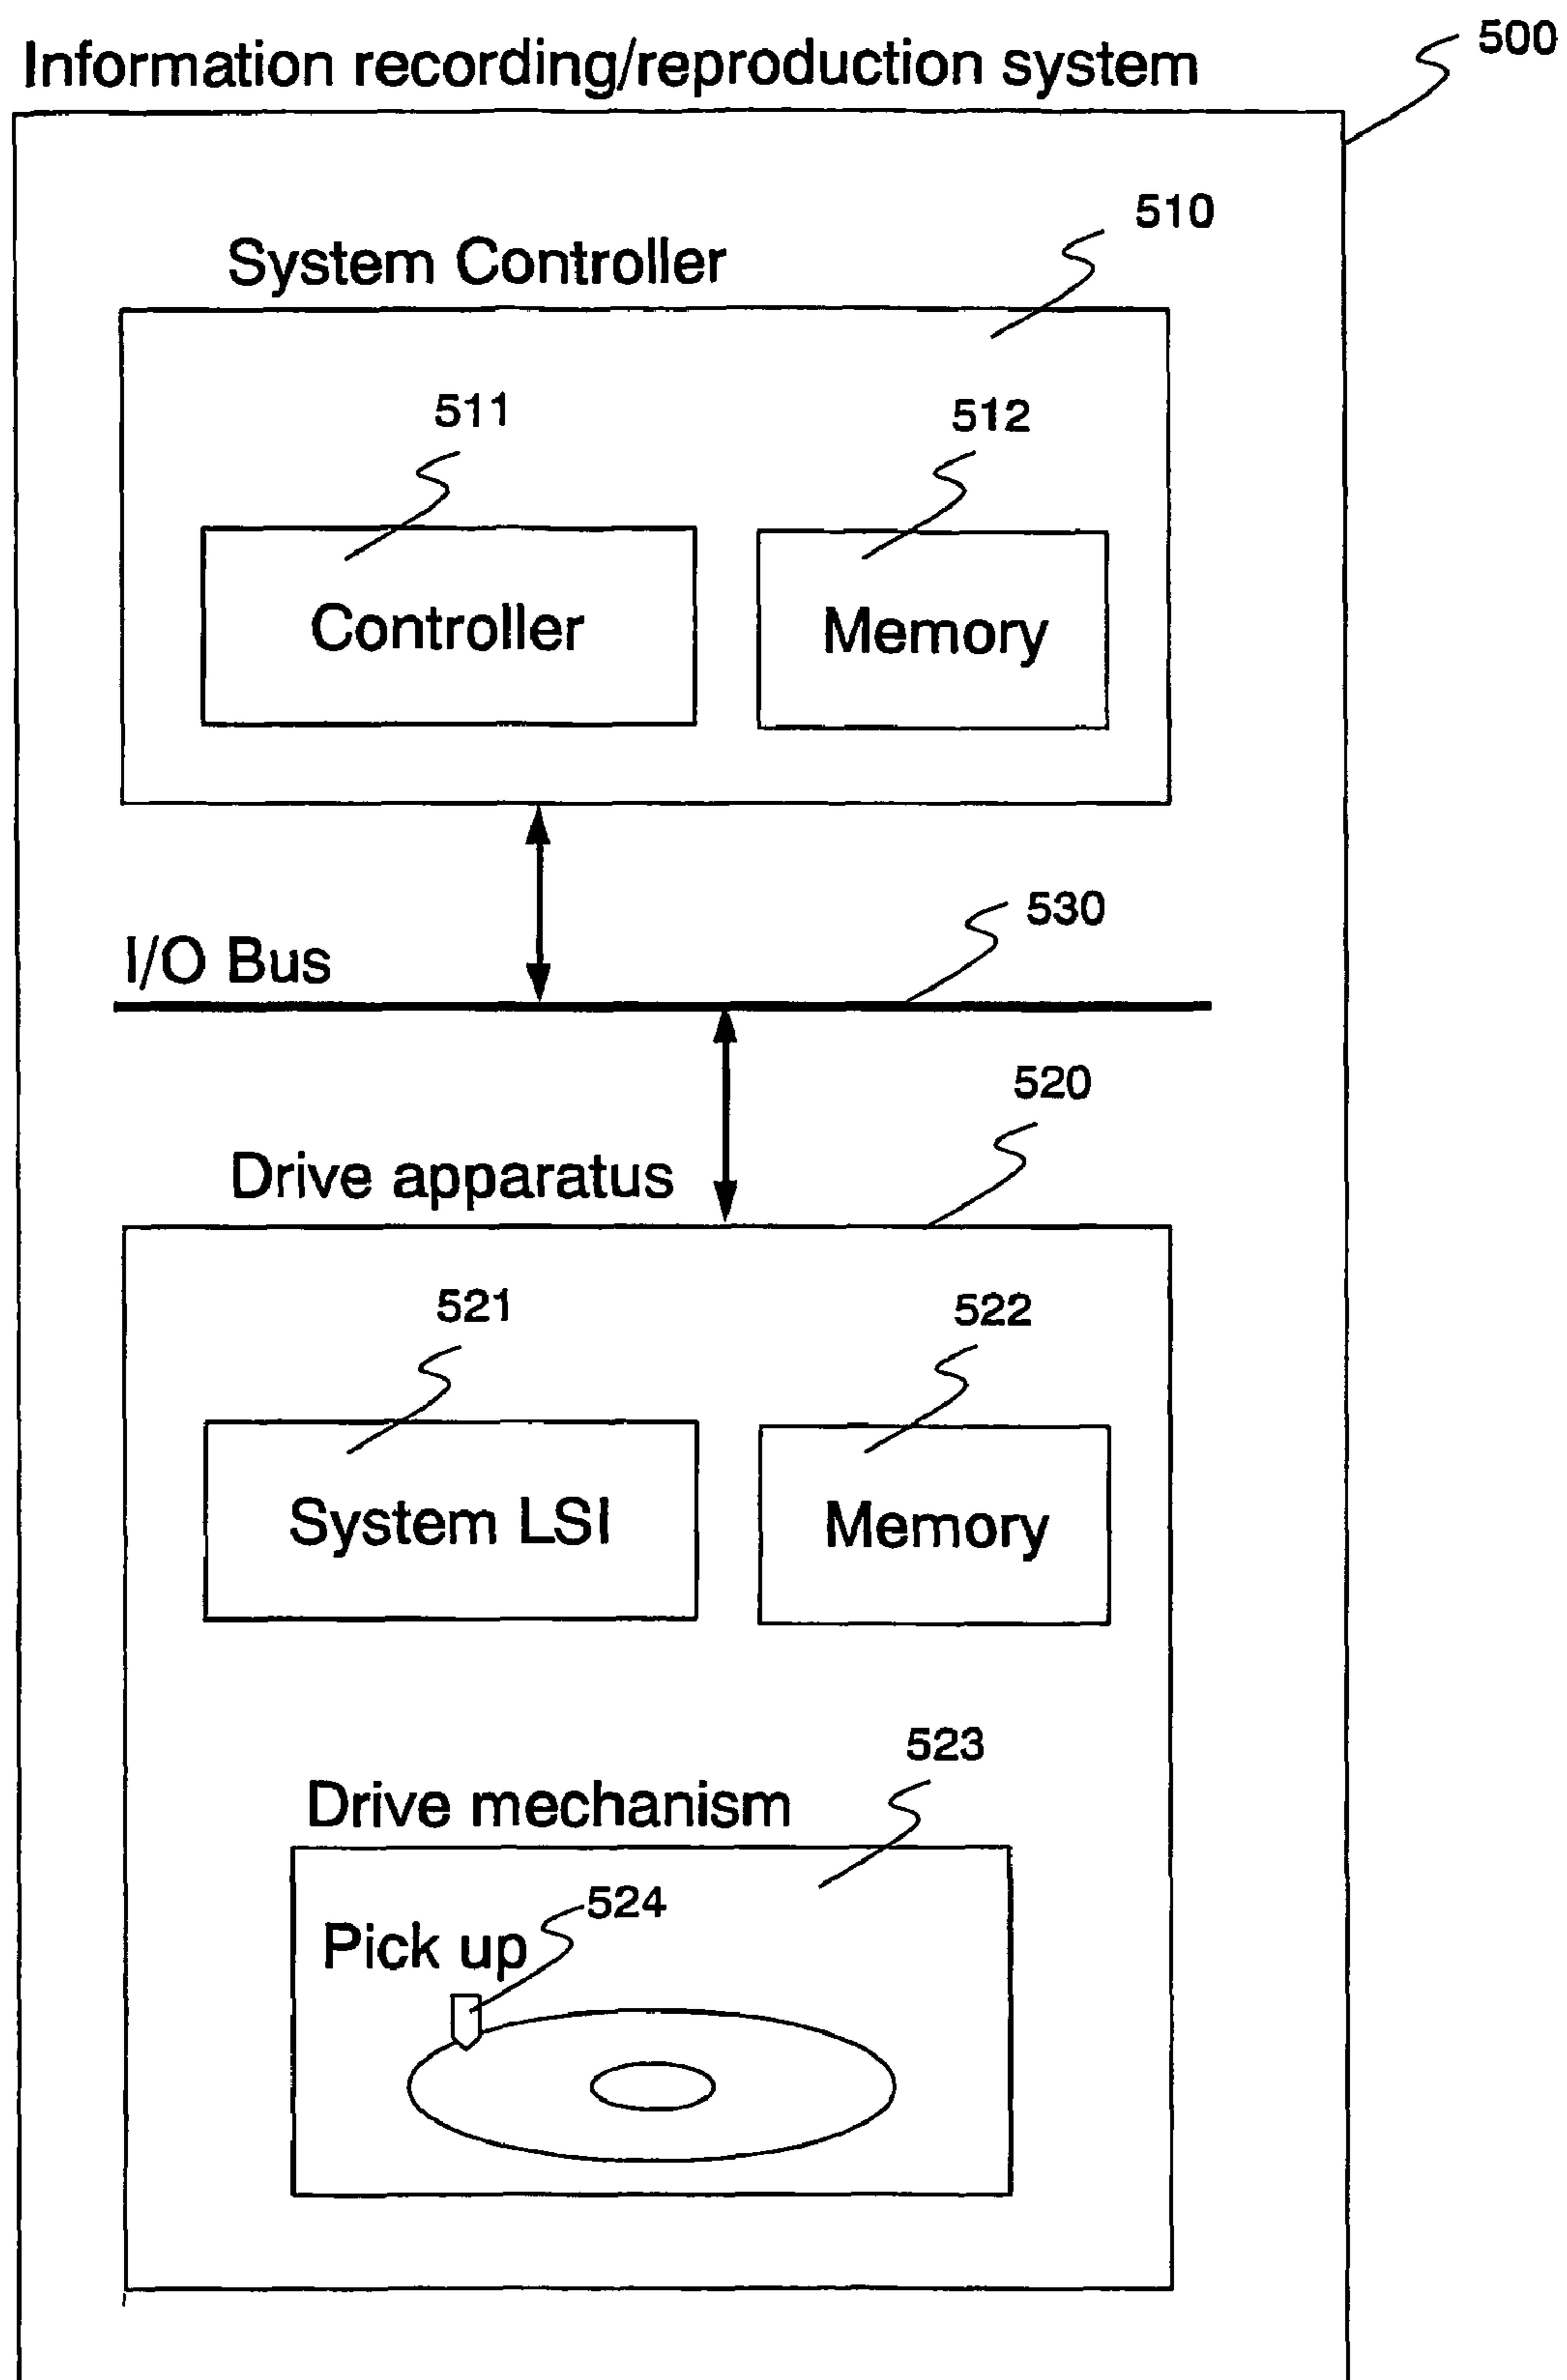 Information recording/reproduction system
500
510
System Controller
511
512
Controller
Memory
530
I/O Bus
520
Drive apparatus
521
522
System LSI
Memory
523
Drive mechanism
524
Pick up